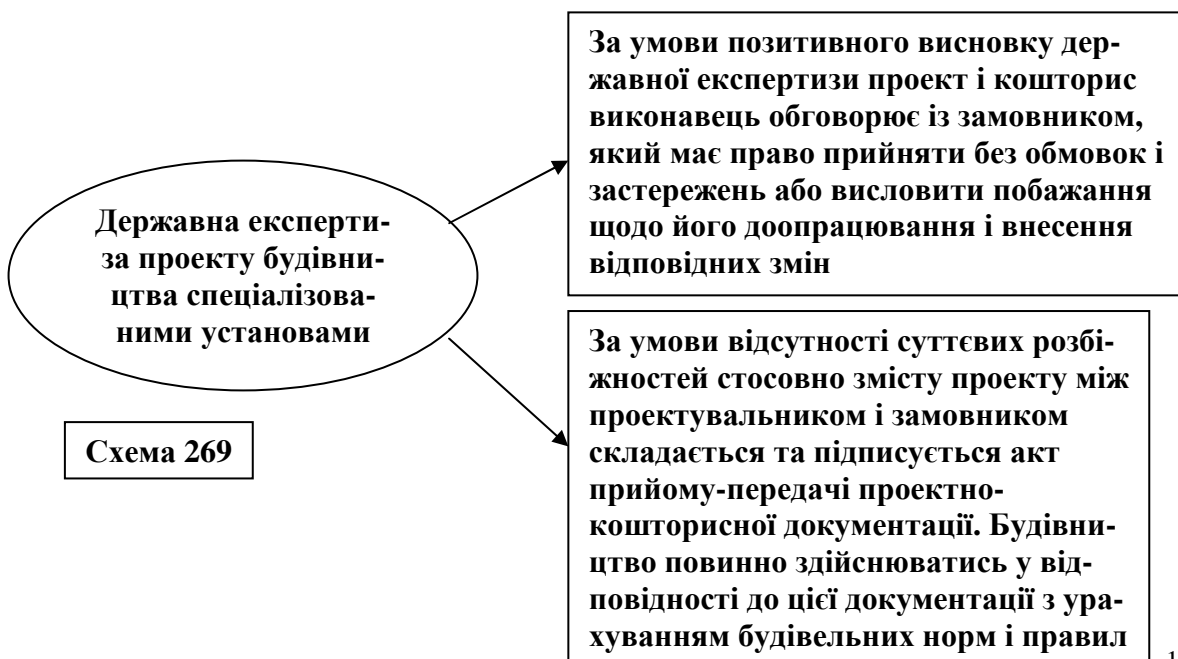 За умови позитивного висновку дер-
жавної експертизи проект і кошторис
виконавець обговорює із замовником,
який має право прийняти без обмовок і
застережень або висловити побажання
щодо його доопрацювання і внесення
відповідних змін
Державна експерти-
за проекту будівни-
цтва спеціалізова-
ними установами
Схема 269
За умови відсутності суттєвих розбі-
жностей стосовно змісту проекту між
проектувальником і замовником
складається та підписується акт
прийому-передачі проектно-
кошторисної документації. Будівни-
цтво повинно здійснюватись у від-
повідності до цієї документації з ура-
хуванням будівельних норм і правил
1